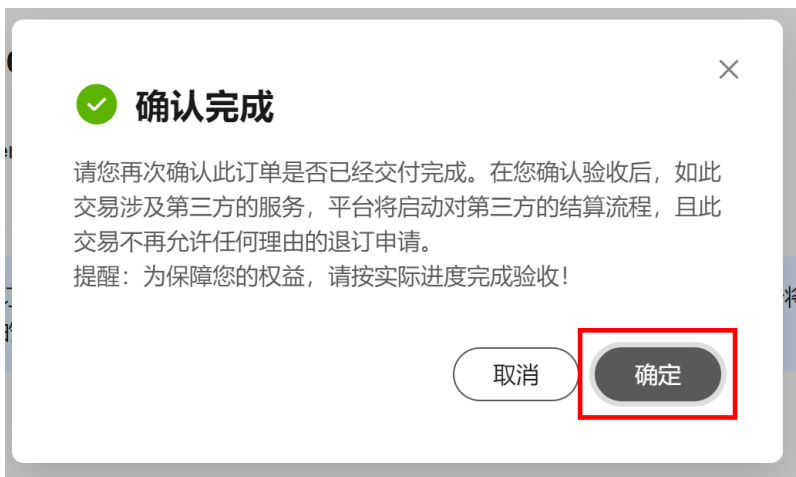 确认完成
请您再次确认此订单是否已经交付完成。在您确认验收后，如此
交易涉及第三方的服务，平台将启动对第三方的结算流程，且此
交易不再允许任何理由的退订申请。
提醒：为保障您的权益，请按实际进度完成验收！
取消
确定